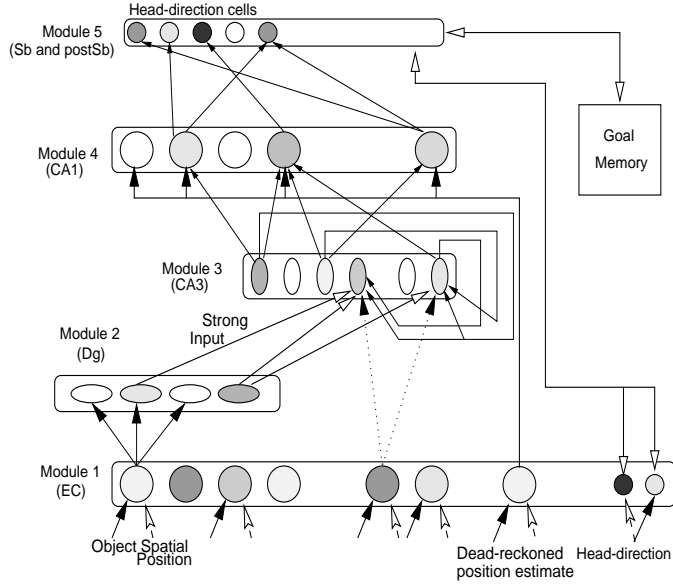 Head-direction cells
Module 5
(Sb and postSb)
Goal
Memory
Module 4
(CA1)
Module 3
(CA3)
Strong
Input
Module 2
(Dg)
Module 1
(EC)
Object Spatial
Position
Dead-reckoned
position estimate
Head-direction